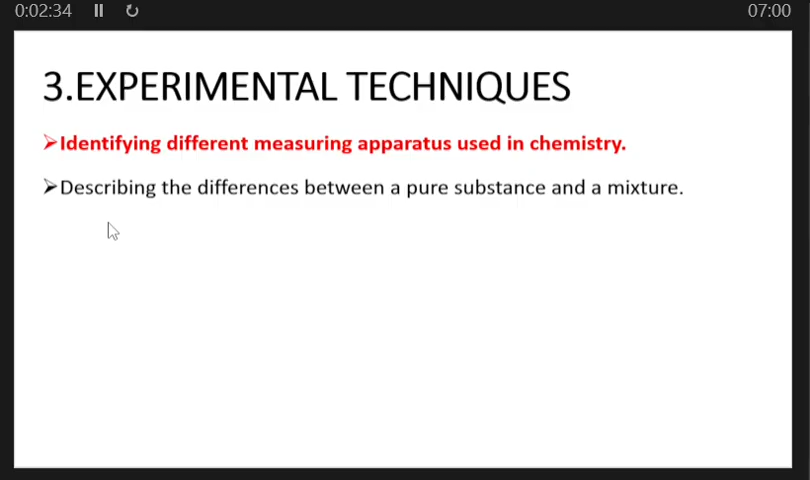 0:02:34 07:00
3.EXPERIMENTAL TECHNIQUES
➢Identifying different measuring apparatus used in chemistry.
➢Describing the differences between a pure substance and a mixture.